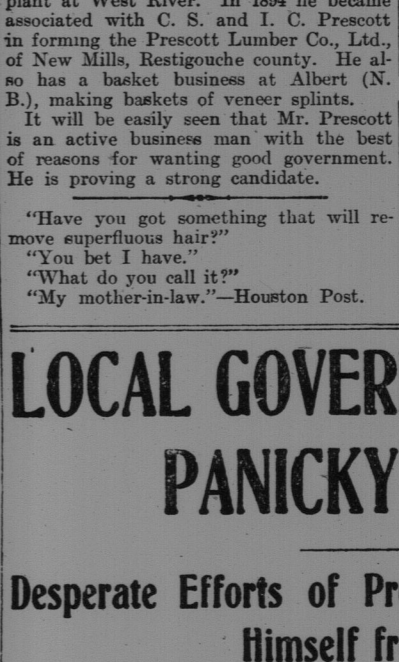 plant at West River. In 1894 he became
associated with C. S. and I. C. Prescott
in forming the Prescott Lumber Co., Ltd.,
of New Mills, Restigouche county. He al-
so has a basket business at Albert (N.
B.), making baskets of veneer splints.
It will be easily seen that Mr. Prescott
is an active business man with the best
of reasons for wanting good government.
He is proving a strong candidate.
"Have you got something that will re-
move superfluous hair?"
"You bet I have."
"What do you call it?"
"My mother-in-law."—Houston Post.
LOCAL GOVER
PANICKY
Desperate Efforts of Pr
Himself fr